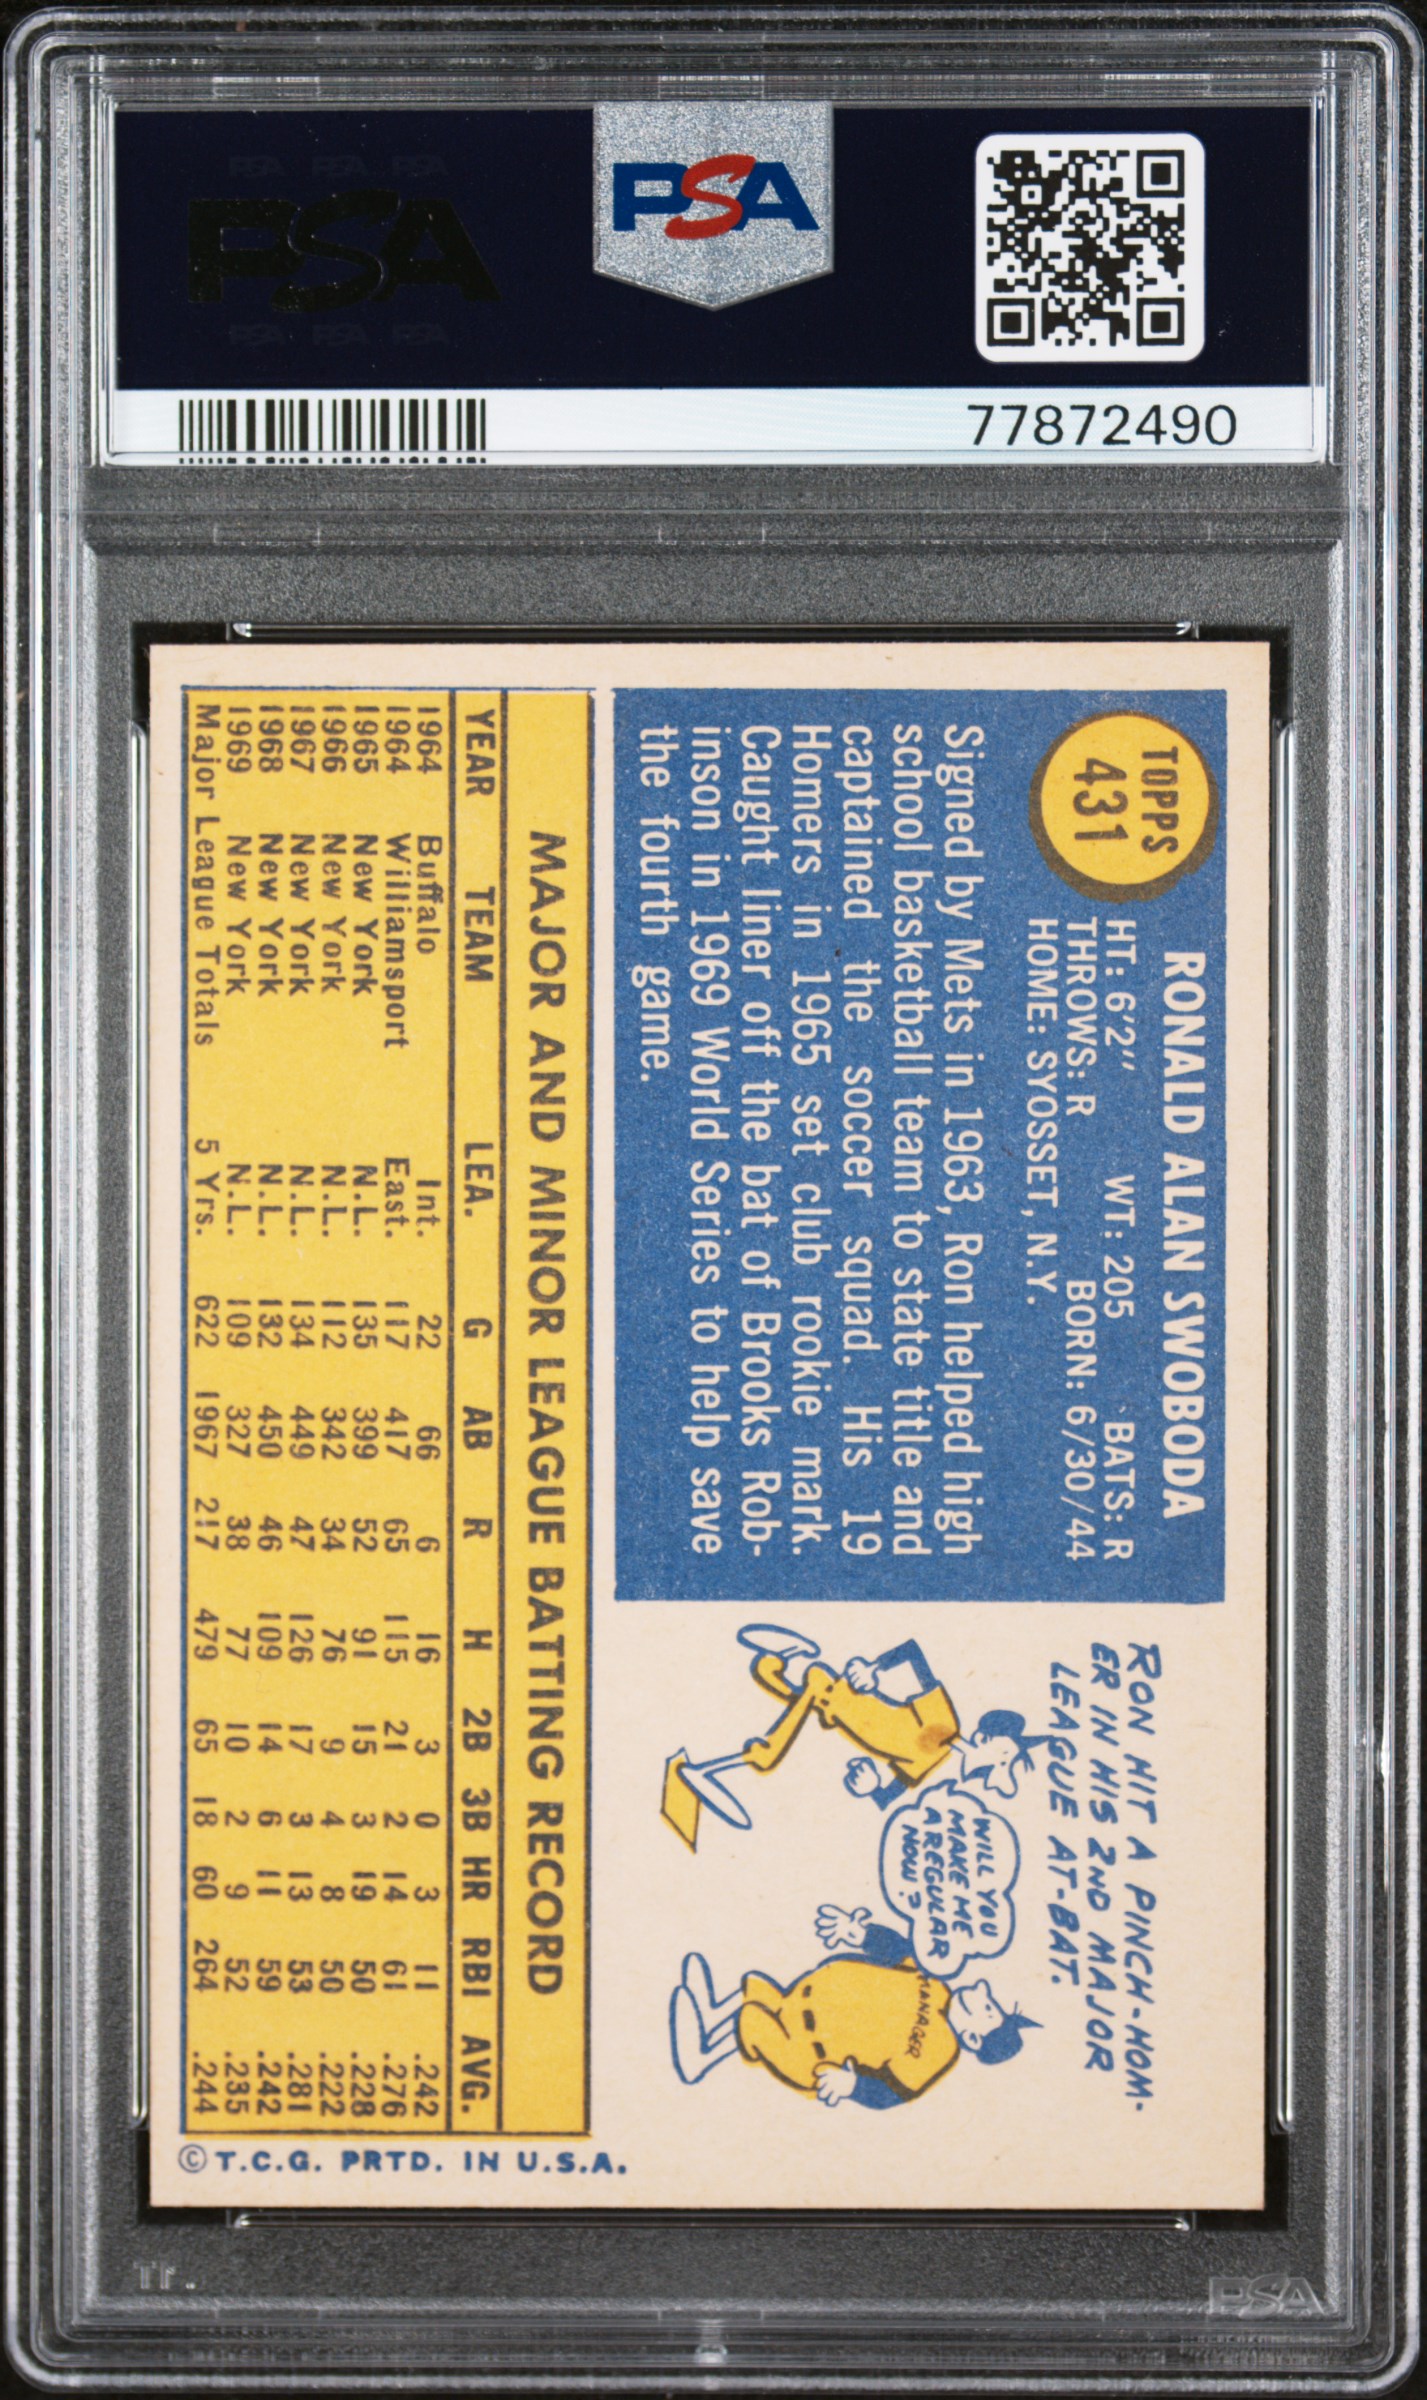 PSA
PSA
77872490
TOPPS
431
RONALD ALAN SWOBODA
HT: 6'2" WT: 205 BATS: R
THROWS: R BORN: 6/30/44
HOME: SYOSSET, N.Y.
Signed by Mets in 1963, Ron helped high
school basketball team to state title and
captained the soccer squad. His 19
Homers in 1965 set club rookie mark.
Caught liner off the bat of Brooks Rob-
inson in 1969 World Series to help save
the fourth game.
RON HIT A PINCH-HOM-
ER IN HIS 2ND MAJOR
LEAGUE AT-BAT.
WILL YOU
MAKE ME
A REGULAR
NOW?
MANAGER
MAJOR AND MINOR LEAGUE BATTING RECORD
YEAR TEAM LEA. G AB R H 2B 3B HR RBI AVG.
1964 Buffalo Int. 22 66 6 16 3 0 3 11 .242
1964 Williamsport East. 117 417 65 115 21 2 14 61 .276
1965 New York N.L. 135 399 52 91 15 3 19 50 .228
1966 New York N.L. 112 342 34 76 9 4 8 50 .222
1967 New York N.L. 134 449 47 126 17 3 13 53 .281
1968 New York N.L. 132 450 46 109 14 6 11 59 .242
1969 New York N.L. 109 327 38 77 10 2 9 52 .235
Major League Totals 5 Yrs. 622 1967 217 479 65 18 60 264 .244
© T.C.G. PRTD. IN U.S.A.
PSA